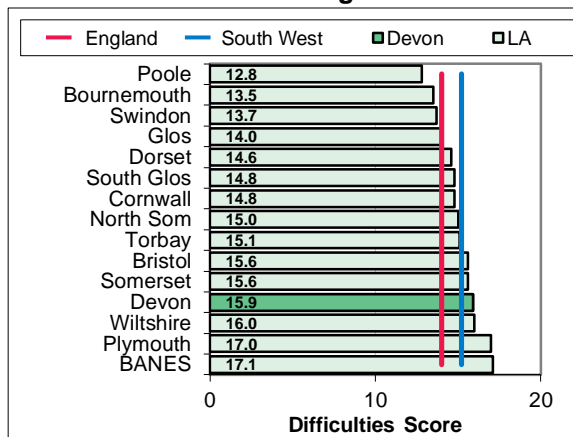 England South West Devon LA
Poole 12.8
Bournemouth 13.5
Swindon 13.7
Glos 14.0
Dorset 14.6
South Glos 14.8
Cornwall 14.8
North Som 15.0
Torbay 15.1
Bristol 15.6
Somerset 15.6
Devon 15.9
Wiltshire 16.0
Plymouth 17.0
BANES 17.1
0 10 20
Difficulties Score